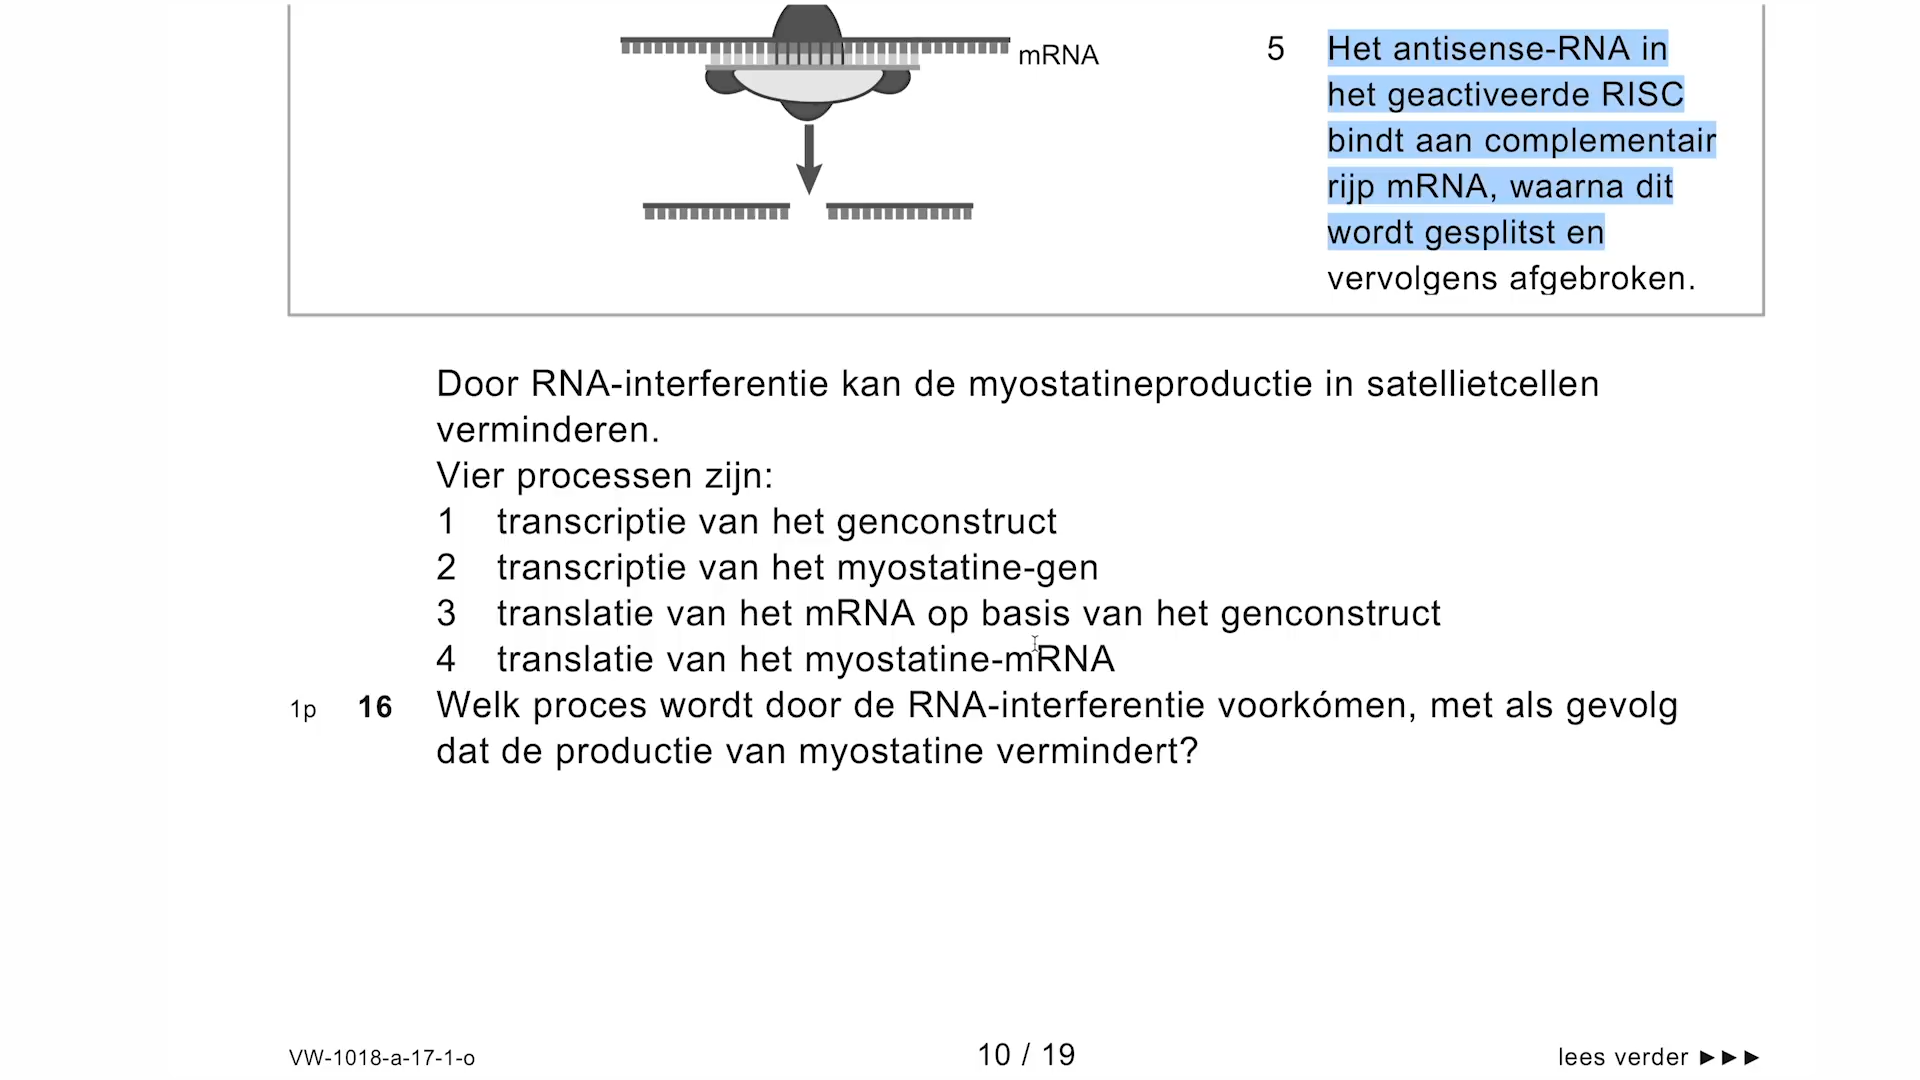 mRNA
5 Het antisense-RNA in
het geactiveerde RISC
bindt aan complementair
rijp mRNA, waarna dit
wordt gesplitst en
vervolgens afgebroken.
Door RNA-interferentie kan de myostatineproductie in satellietcellen
verminderen.
Vier processen zijn:
1 transcriptie van het genconstruct
2 transcriptie van het myostatine-gen
3 translatie van het mRNA op basis van het genconstruct
4 translatie van het myostatine-mRNA
1p 16 Welk proces wordt door de RNA-interferentie voorkómen, met als gevolg
dat de productie van myostatine vermindert?
VW-1018-a-17-1-o 10 / 19 lees verder ►►►